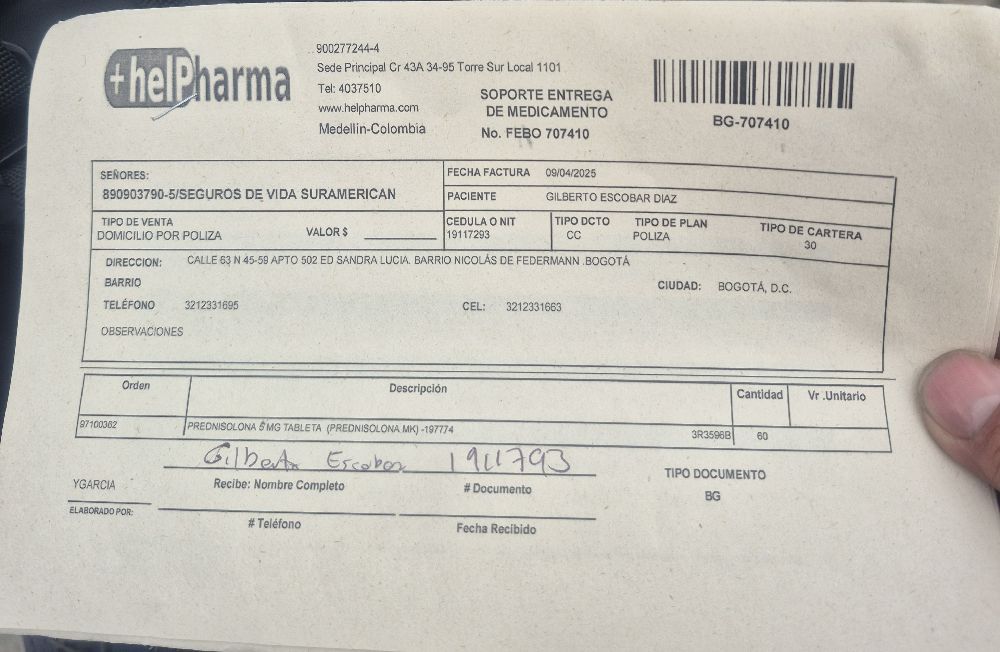 +helPharma
900277244-4
Sede Principal Cr 43A 34-95 Torre Sur Local 1101
Tel: 4037510
www.helpharma.com
Medellín-Colombia
SOPORTE ENTREGA
DE MEDICAMENTO
No. FEBO 707410
BG-707410
SEÑORES:
890903790-5/SEGUROS DE VIDA SURAMERICAN
FECHA FACTURA 09/04/2025
PACIENTE GILBERTO ESCOBAR DIAZ
TIPO DE VENTA
DOMICILIO POR POLIZA
VALOR $
CEDULA O NIT
19117293
TIPO DCTO
CC
TIPO DE PLAN
POLIZA
TIPO DE CARTERA
30
DIRECCION: CALLE 63 N 45-59 APTO 502 ED SANDRA LUCIA. BARRIO NICOLÁS DE FEDERMANN .BOGOTÁ
BARRIO
CIUDAD: BOGOTÁ, D.C.
TELÉFONO 3212331695
CEL: 3212331663
OBSERVACIONES
Orden Descripción Cantidad Vr .Unitario
97100362 PREDNISOLONA 5 MG TABLETA (PREDNISOLONA MK) -197774 3R3596B 60
Gilberto Escobar 1911793
Recibe: Nombre Completo # Documento
TIPO DOCUMENTO
BG
YGARCIA
ELABORADO POR:
# Teléfono Fecha Recibido